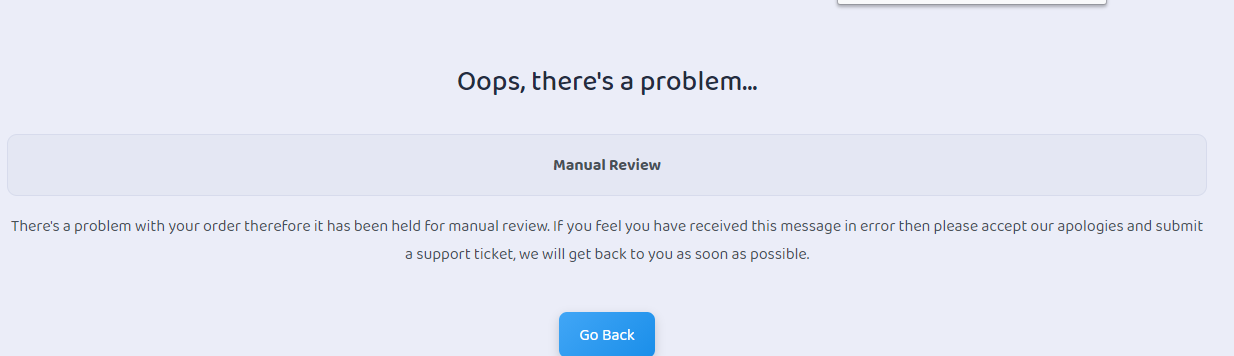 Oops, there's a problem...
Manual Review
There's a problem with your order therefore it has been held for manual review. If you feel you have received this message in error then please accept our apologies and submit
a support ticket, we will get back to you as soon as possible.
Go Back